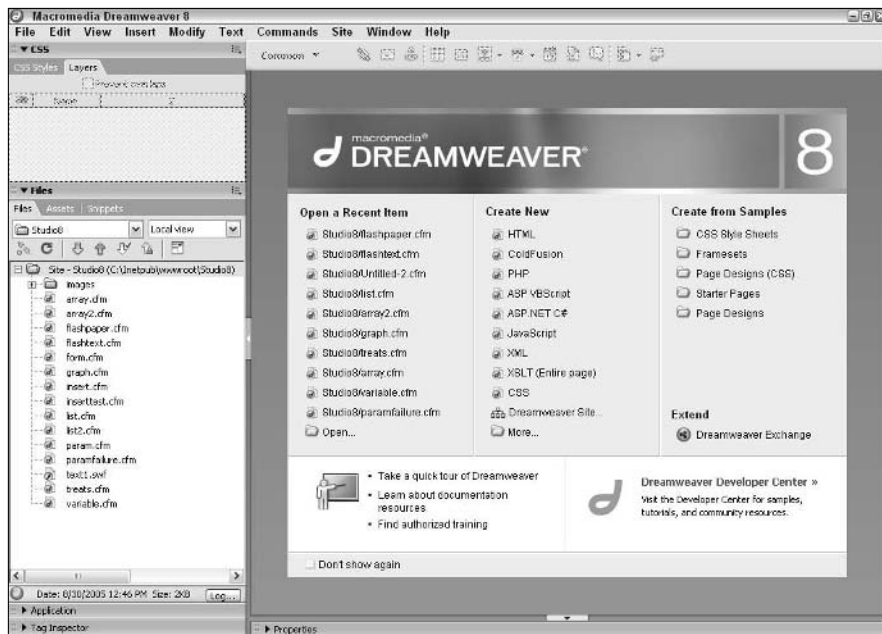 Macromedia Dreamweaver 8
File Edit View Insert Modify Text Commands Site Window Help
CSS
CSS Styles Layers
Prevent overlaps
Name Z
Files
Files Assets Snippets
Studio8 Local view
Site - Studio8 (C:\Inetpub\wwwroot\Studio8)
images
array.cfm
array2.cfm
flashpaper.cfm
flashtext.cfm
form.cfm
graph.cfm
insert.cfm
inserttest.cfm
list.cfm
list2.cfm
param.cfm
paramfailure.cfm
text1.swf
treats.cfm
variable.cfm
Date: 8/30/2005 12:46 PM Size: 2KB Log...
Application
Tag Inspector
Common
macromedia®
DREAMWEAVER®
8
Open a Recent Item
Studio8/flashpaper.cfm
Studio8/flashtext.cfm
Studio8/Untitled-2.cfm
Studio8/list.cfm
Studio8/array2.cfm
Studio8/graph.cfm
Studio8/treats.cfm
Studio8/array.cfm
Studio8/variable.cfm
Studio8/paramfailure.cfm
Open...
Create New
HTML
ColdFusion
PHP
ASP VBScript
ASP.NET C#
JavaScript
XML
XSLT (Entire page)
CSS
Dreamweaver Site...
More...
Create from Samples
CSS Style Sheets
Framesets
Page Designs (CSS)
Starter Pages
Page Designs
Extend
Dreamweaver Exchange
• Take a quick tour of Dreamweaver
• Learn about documentation
resources
• Find authorized training
Dreamweaver Developer Center »
Visit the Developer Center for samples,
tutorials, and community resources.
Don't show again
Properties